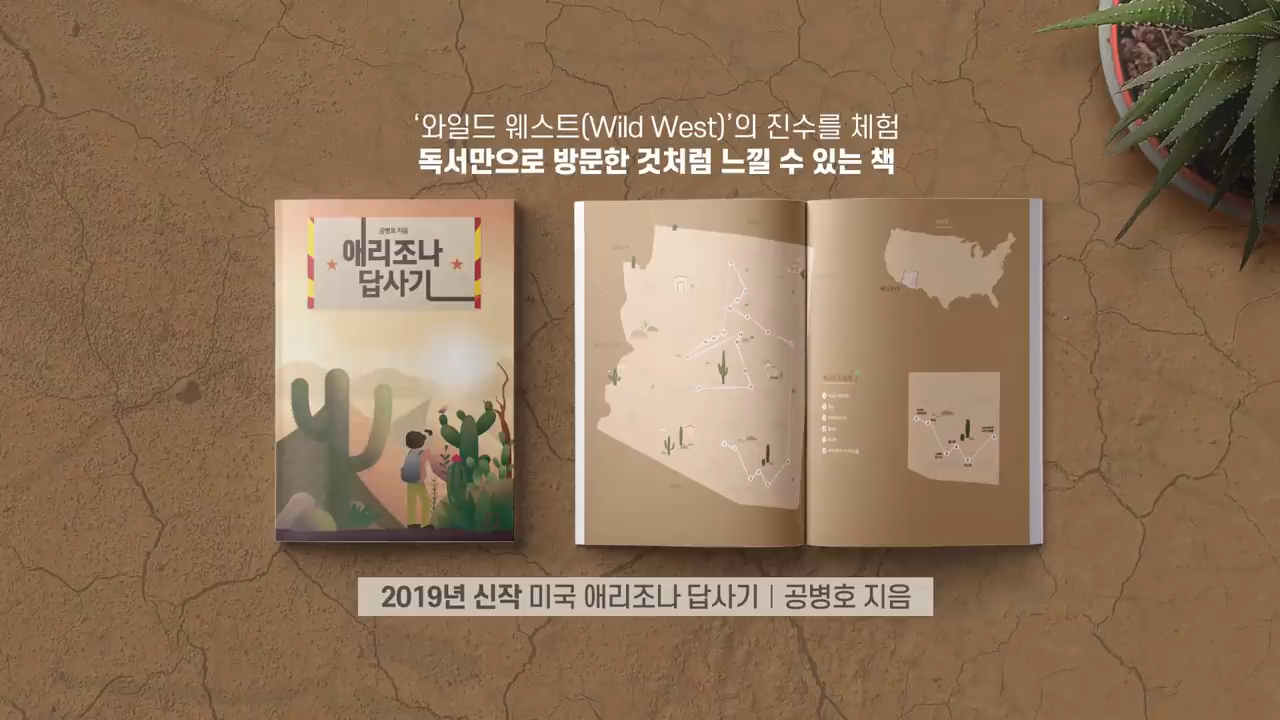 ‘와일드 웨스트(Wild West)’의 진수를 체험
독서만으로 방문한 것처럼 느낄 수 있는 책
공병호 지음
애리조나
답사기
2019년 신작 미국 애리조나 답사기 | 공병호 지음